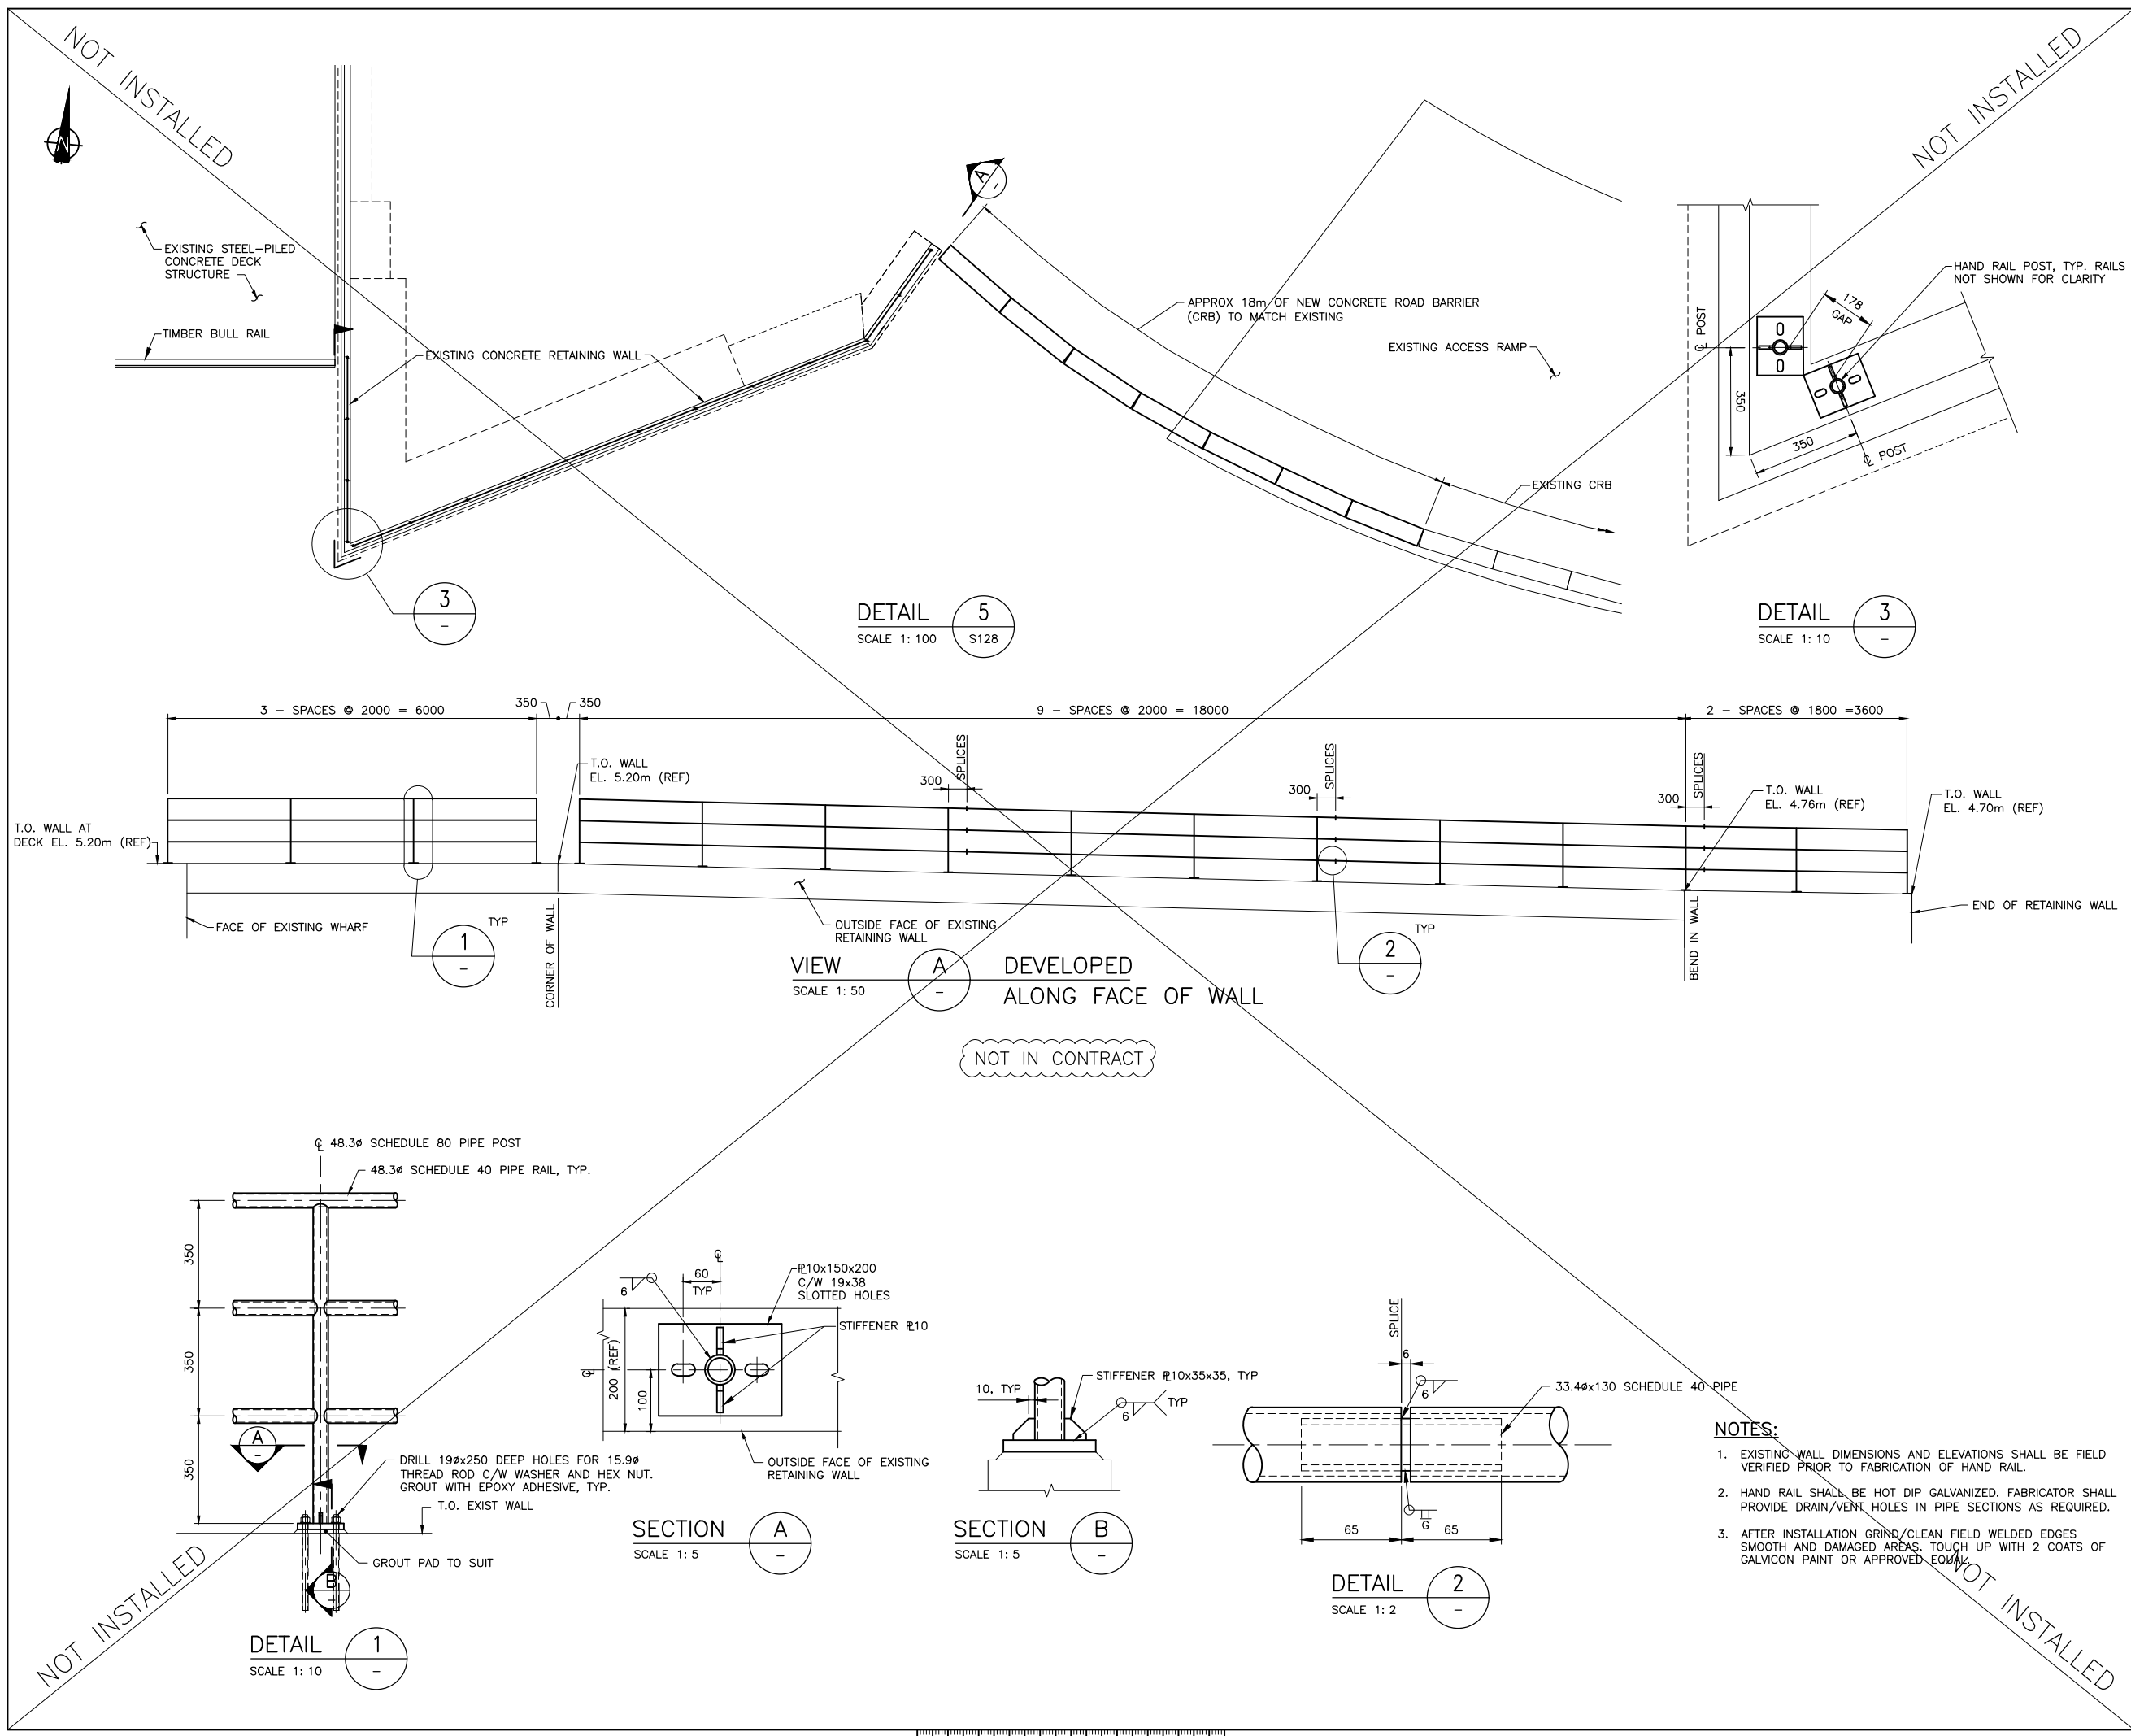 NOT INSTALLED
NOT INSTALLED
N
EXISTING STEEL-PILED
CONCRETE DECK
STRUCTURE
TIMBER BULL RAIL
EXISTING CONCRETE RETAINING WALL
A
-
APPROX 18m OF NEW CONCRETE ROAD BARRIER
(CRB) TO MATCH EXISTING
EXISTING ACCESS RAMP
EXISTING CRB
3
-
DETAIL 5
SCALE 1:100 S128
HAND RAIL POST, TYP. RAILS
NOT SHOWN FOR CLARITY
178
GAP
℄ POST
350
350
℄ POST
DETAIL 3
SCALE 1:10 -
3 - SPACES @ 2000 = 6000
350
350
9 - SPACES @ 2000 = 18000
2 - SPACES @ 1800 =3600
T.O. WALL
EL. 5.20m (REF)
300
SPLICES
300
SPLICES
300
SPLICES
T.O. WALL
EL. 4.76m (REF)
T.O. WALL
EL. 4.70m (REF)
T.O. WALL AT
DECK EL. 5.20m (REF)
FACE OF EXISTING WHARF
1
-
TYP
CORNER OF WALL
OUTSIDE FACE OF EXISTING
RETAINING WALL
2
-
TYP
BEND IN WALL
END OF RETAINING WALL
VIEW A DEVELOPED
SCALE 1:50 - ALONG FACE OF WALL
NOT IN CONTRACT
℄ 48.3ø SCHEDULE 80 PIPE POST
48.3ø SCHEDULE 40 PIPE RAIL, TYP.
350
350
350
A
-
DRILL 19øx250 DEEP HOLES FOR 15.9ø
THREAD ROD C/W WASHER AND HEX NUT.
GROUT WITH EPOXY ADHESIVE, TYP.
T.O. EXIST WALL
GROUT PAD TO SUIT
B
-
DETAIL 1
SCALE 1:10 -
℄
60
TYP
6
℄
200 (REF)
100
PL10x150x200
C/W 19x38
SLOTTED HOLES
STIFFENER PL10
OUTSIDE FACE OF EXISTING
RETAINING WALL
SECTION A
SCALE 1:5 -
10, TYP
STIFFENER PL10x35x35, TYP
6
TYP
SECTION B
SCALE 1:5 -
SPLICE
6
6
33.4øx130 SCHEDULE 40 PIPE
G
65
65
DETAIL 2
SCALE 1:2 -
NOTES:
1. EXISTING WALL DIMENSIONS AND ELEVATIONS SHALL BE FIELD
VERIFIED PRIOR TO FABRICATION OF HAND RAIL.
2. HAND RAIL SHALL BE HOT DIP GALVANIZED. FABRICATOR SHALL
PROVIDE DRAIN/VENT HOLES IN PIPE SECTIONS AS REQUIRED.
3. AFTER INSTALLATION GRIND/CLEAN FIELD WELDED EDGES
SMOOTH AND DAMAGED AREAS. TOUCH UP WITH 2 COATS OF
GALVICON PAINT OR APPROVED EQUAL.
NOT INSTALLED
NOT INSTALLED